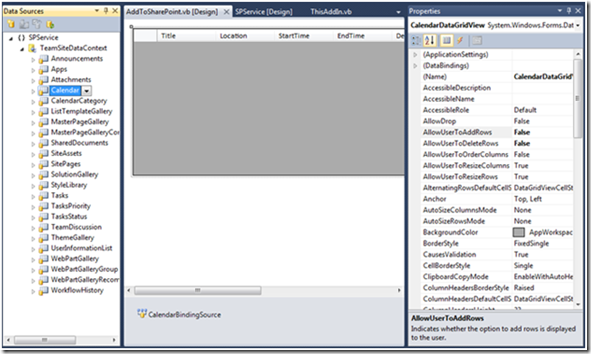 Data Sources
SPService
TeamSiteDataContext
Announcements
Apps
Attachments
Calendar
CalendarCategory
ListTemplateGallery
MasterPageGallery
MasterPageGalleryCor
SharedDocuments
SiteAssets
SitePages
SolutionGallery
StyleLibrary
Tasks
TasksPriority
TasksStatus
TeamDiscussion
ThemeGallery
UserInformationList
WebPartGallery
WebPartGalleryGroup
WebPartGalleryRecom
WorkflowHistory
AddToSharePoint.vb [Design] SPService [Design] ThisAddIn.vb
Title Location StartTime EndTime De
CalendarBindingSource
Properties
CalendarDataGridView System.Windows.Forms.Dat
(ApplicationSettings)
(DataBindings)
(Name) CalendarDataGridV
AccessibleDescription
AccessibleName
AccessibleRole Default
AllowDrop False
AllowUserToAddRows False
AllowUserToDeleteRows False
AllowUserToOrderColumns False
AllowUserToResizeColumns True
AllowUserToResizeRows True
AlternatingRowsDefaultCellS DataGridViewCellSt
Anchor Top, Left
AutoSizeColumnsMode None
AutoSizeRowsMode None
BackgroundColor AppWorkspac
BorderStyle FixedSingle
CausesValidation True
CellBorderStyle Single
ClipboardCopyMode EnableWithAutoHe
ColumnHeadersBorderStyle Raised
ColumnHeadersDefaultCellS DataGridViewCellSt
AllowUserToAddRows
Indicates whether the option to add rows is displayed
to the user.